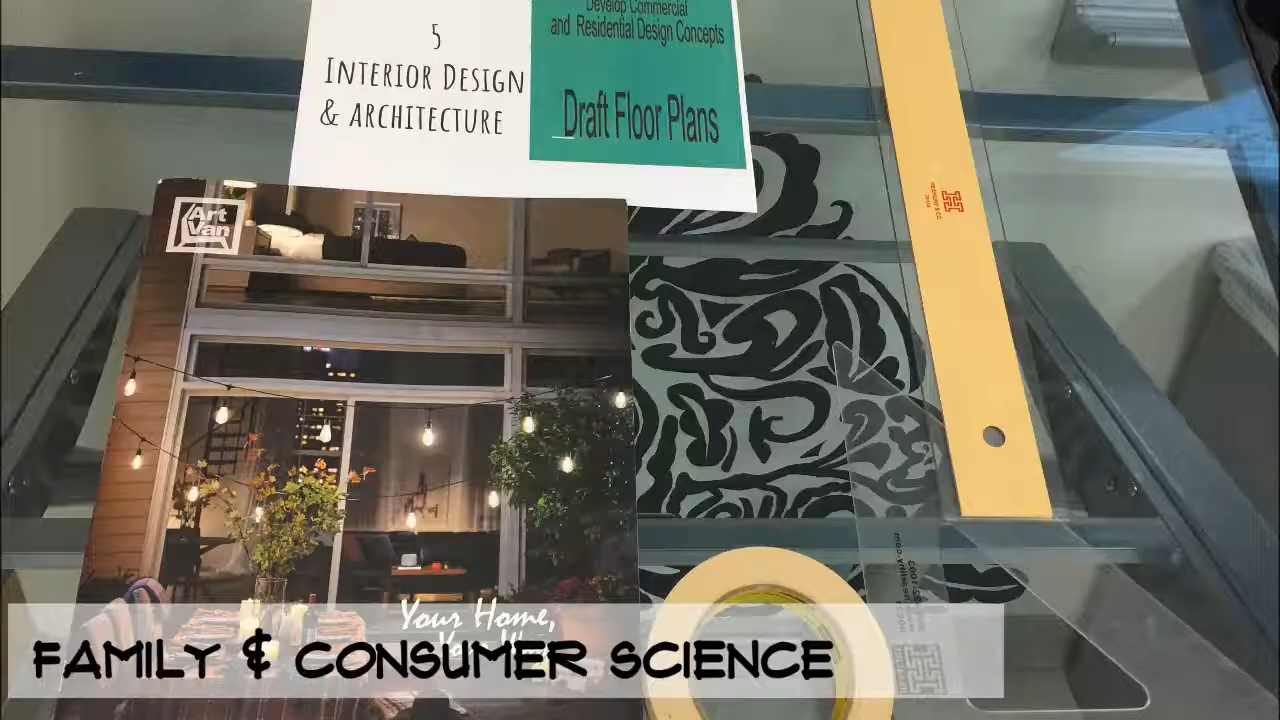 Develop Commercial
and Residential Design Concepts
5
INTERIOR DESIGN
& ARCHITECTURE
Draft Floor Plans
Art
Van
Your Home,
FAMILY & CONSUMER SCIENCE